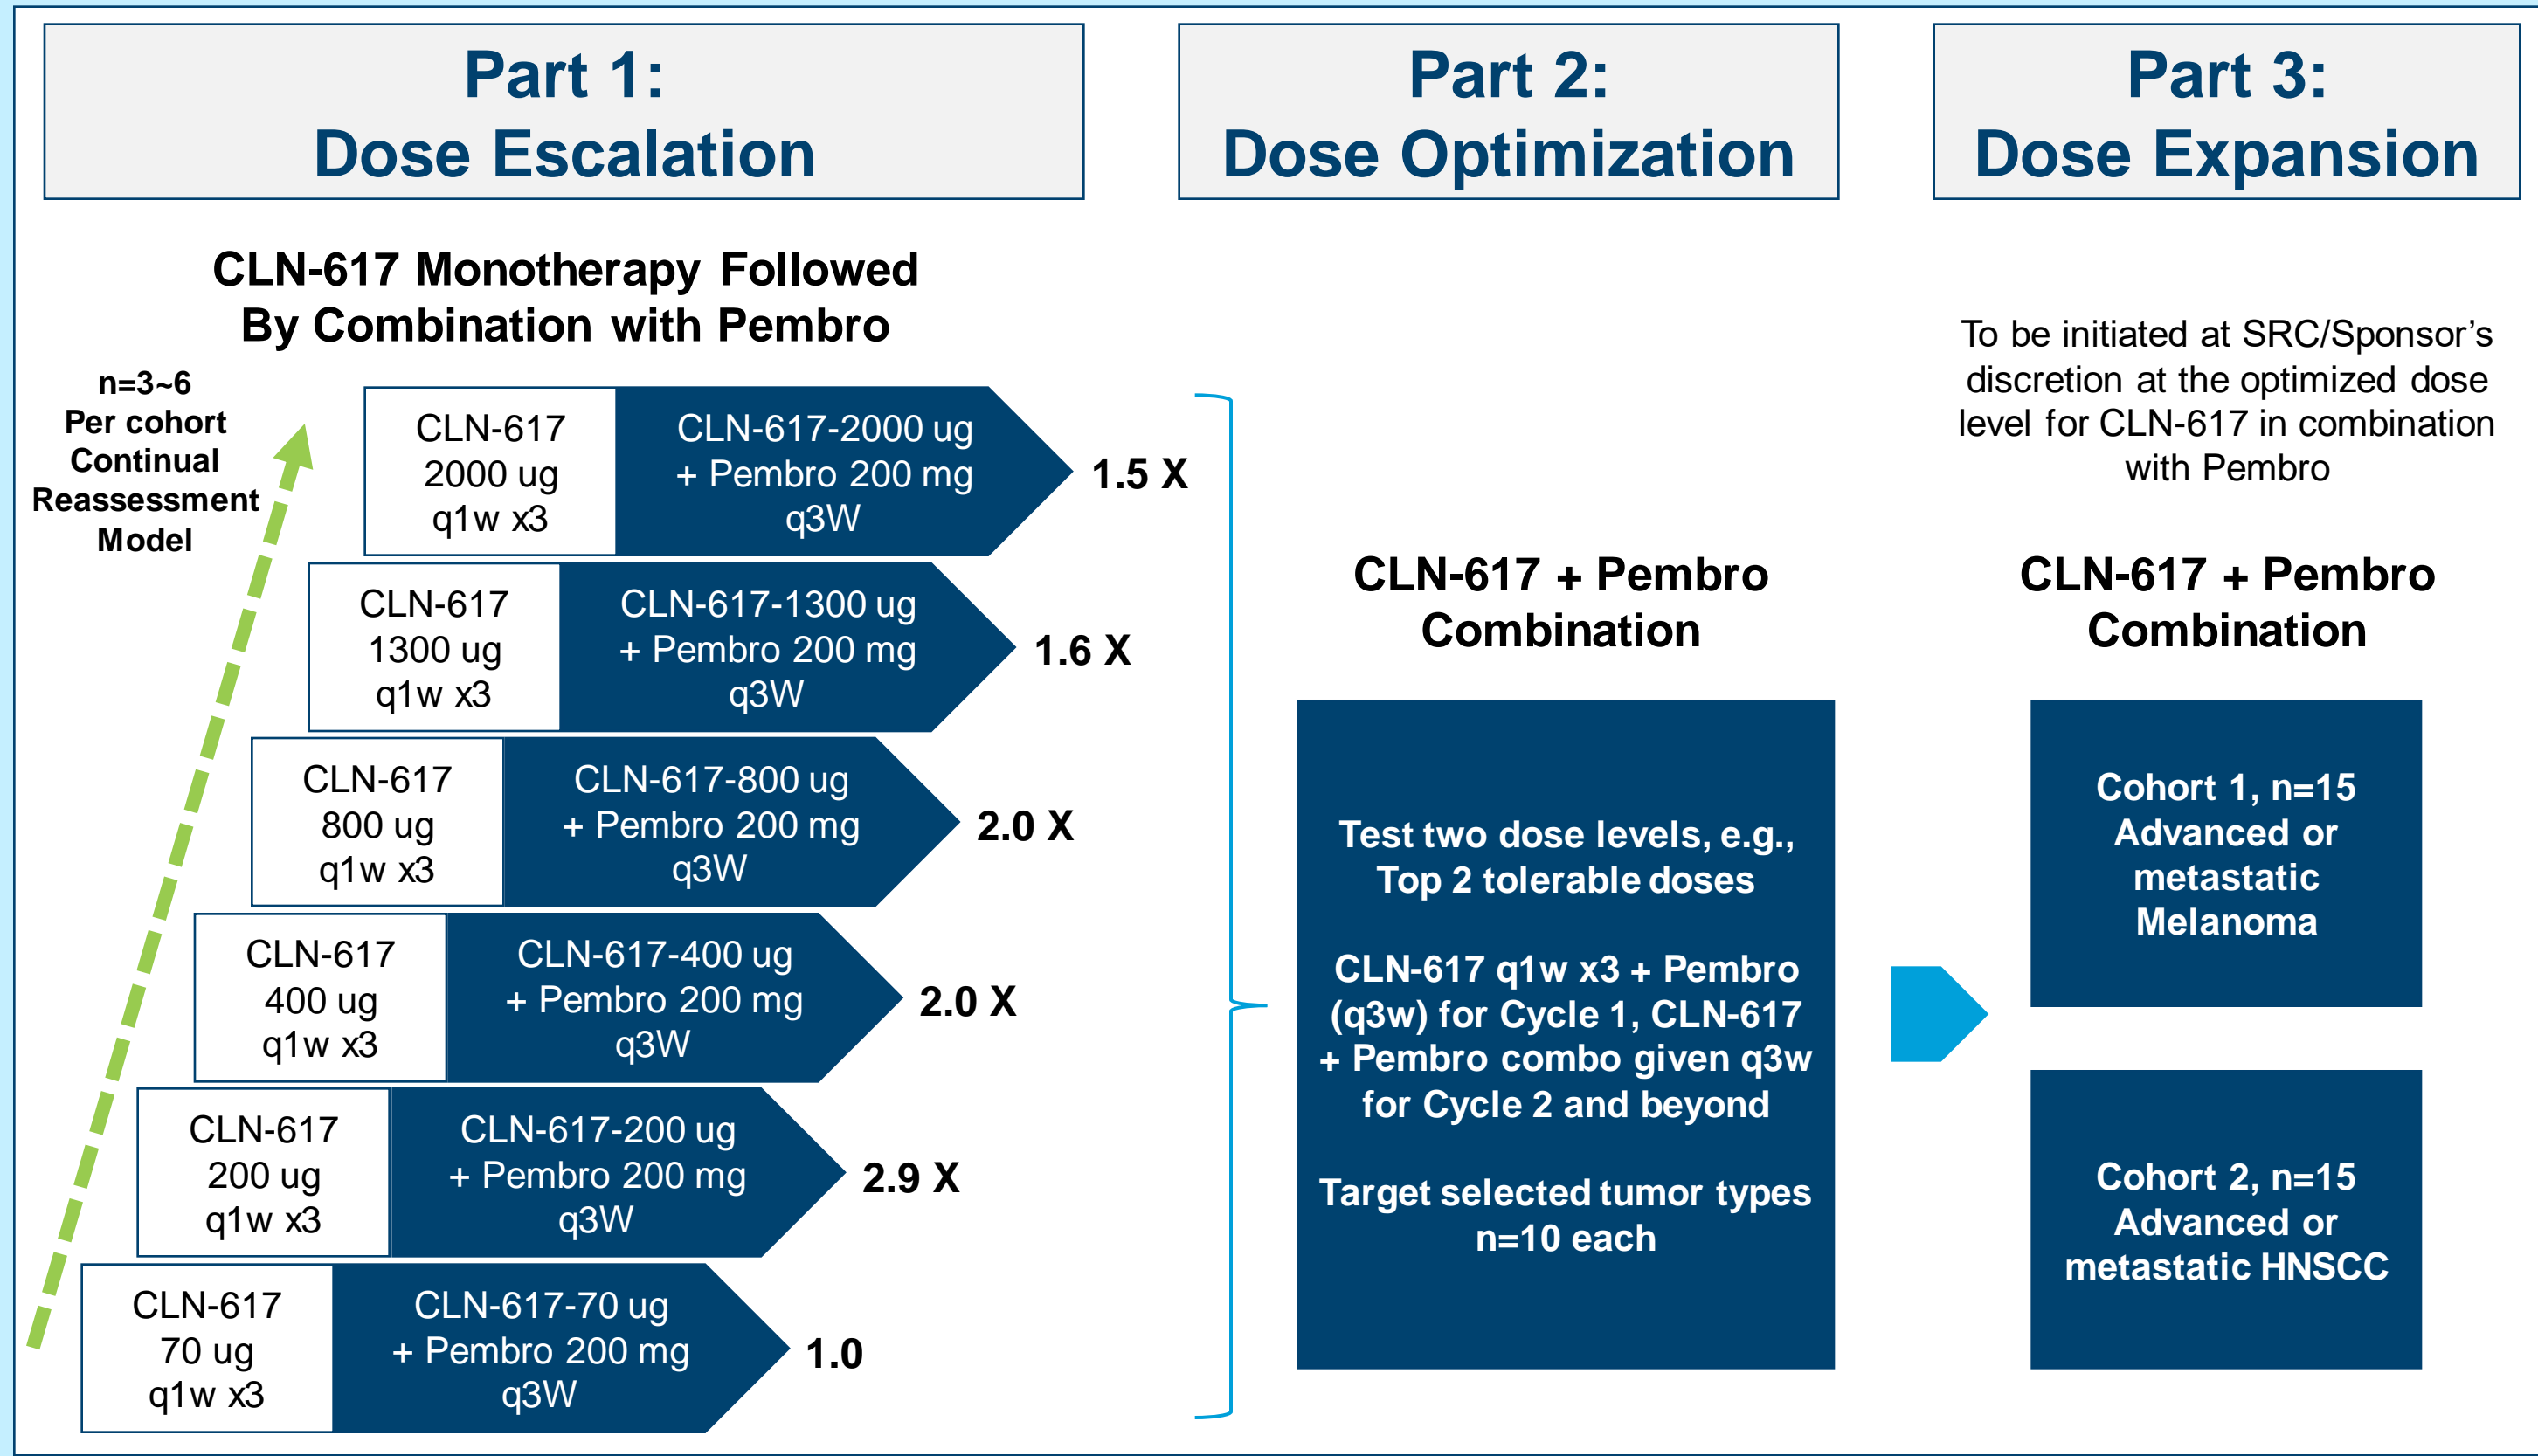 Part 1:
Dose Escalation
CLN-617 Monotherapy Followed
By Combination with Pembro
n=3~6
Per cohort
Continual
Reassessment
Model
CLN-617
2000 ug
q1w x3
CLN-617-2000 ug
+ Pembro 200 mg
q3W
1.5 X
CLN-617
1300 ug
q1w x3
CLN-617-1300 ug
+ Pembro 200 mg
q3W
1.6 X
CLN-617
800 ug
q1w x3
CLN-617-800 ug
+ Pembro 200 mg
q3W
2.0 X
CLN-617
400 ug
q1w x3
CLN-617-400 ug
+ Pembro 200 mg
q3W
2.0 X
CLN-617
200 ug
q1w x3
CLN-617-200 ug
+ Pembro 200 mg
q3W
2.9 X
CLN-617
70 ug
q1w x3
CLN-617-70 ug
+ Pembro 200 mg
q3W
1.0
Part 2:
Dose Optimization
CLN-617 + Pembro
Combination
Test two dose levels, e.g.,
Top 2 tolerable doses
CLN-617 q1w x3 + Pembro
(q3w) for Cycle 1, CLN-617
+ Pembro combo given q3w
for Cycle 2 and beyond
Target selected tumor types
n=10 each
Part 3:
Dose Expansion
To be initiated at SRC/Sponsor’s
discretion at the optimized dose
level for CLN-617 in combination
with Pembro
CLN-617 + Pembro
Combination
Cohort 1, n=15
Advanced or
metastatic
Melanoma
Cohort 2, n=15
Advanced or
metastatic HNSCC